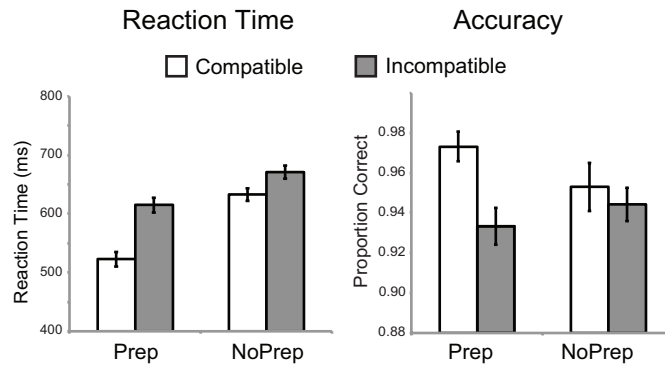 Reaction Time Accuracy
Compatible Incompatible
Reaction Time (ms)
800
700
600
500
400
Prep NoPrep
Proportion Correct
0.98
0.96
0.94
0.92
0.90
0.88
Prep NoPrep